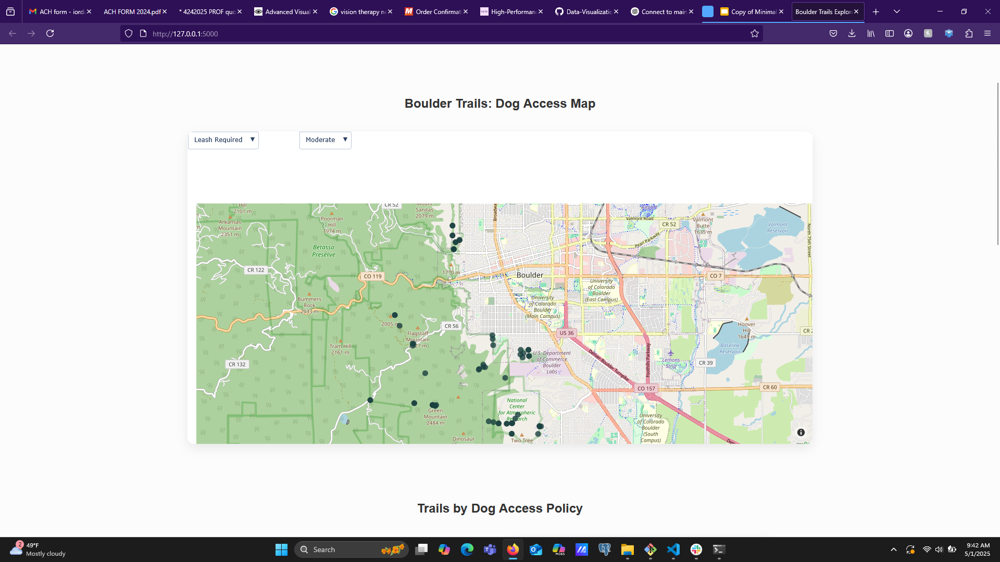 ACH form - iord
ACH FORM 2024.pdf
* 4242025 PROF quo
Advanced Visual
vision therapy n
Order Confirmat
High-Performan
Data-Visualizatio
Connect to main
Copy of Minimal
Boulder Trails Explor
http://127.0.0.1:5000
Boulder Trails: Dog Access Map
Leash Required ▼
Moderate ▼
Hill
2101 m
Arkansas
Mountain
2351 m
Poorman
Hill
1974 m
CR 52
Mount
Sanitas
2079 m
Broadway
Airport
Valmont Road
CR 52
Valmont
Butte
1635 m
Valmont
Reservoir
North 75th Street
Pearl Parkway
Betasso
Preserve
CR 122
CO 119
1770 m
Boulder
CO 7
University
of Colorado
Boulder
(East Campus)
University
of Colorado
Boulder
(Main Campus)
Bummers
Rock
2033 m
2005 m
CR 56
Flagstaff
Mountain
US 36
Hoover
Hill
1649 m
CR 2
Tram Hill
2161 m
Baseline
Reservoir
U.S. Department
of Commerce
Boulder
Labs
Lemons
Strip
CR 39
CR 132
Denver Boulder Turnpike
Foothills Parkway
CO 157
CR 60
National
Center
for Atmospheric
Research
Green
Mountain
2484 m
University
of Colorado
Boulder
(South
Campus)
Dinosaur
Two Tree
Trails by Dog Access Policy
2
49°F
Mostly cloudy
Search
M365
9:42 AM
5/1/2025